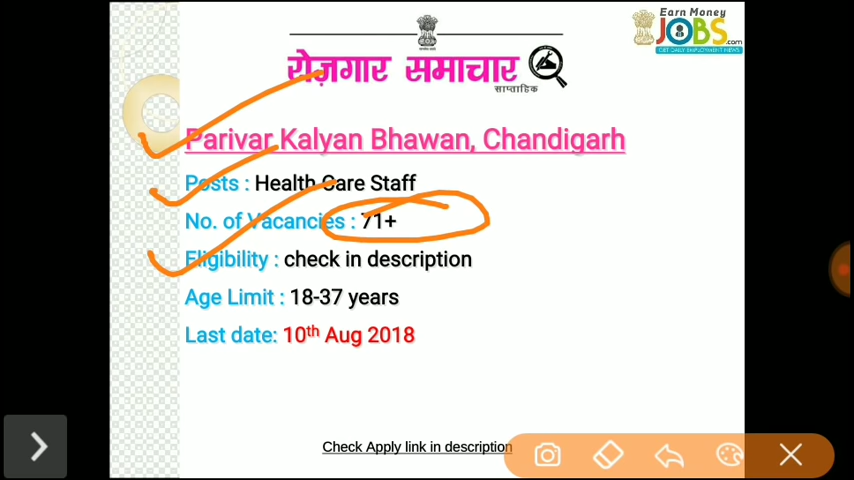 Earn Money
JOBS.com
GET DAILY EMPLOYMENT NEWS
रोज़गार समाचार
साप्ताहिक
Parivar Kalyan Bhawan, Chandigarh
Posts : Health Care Staff
No. of Vacancies : 71+
Eligibility : check in description
Age Limit : 18-37 years
Last date: 10th Aug 2018
Check Apply link in description